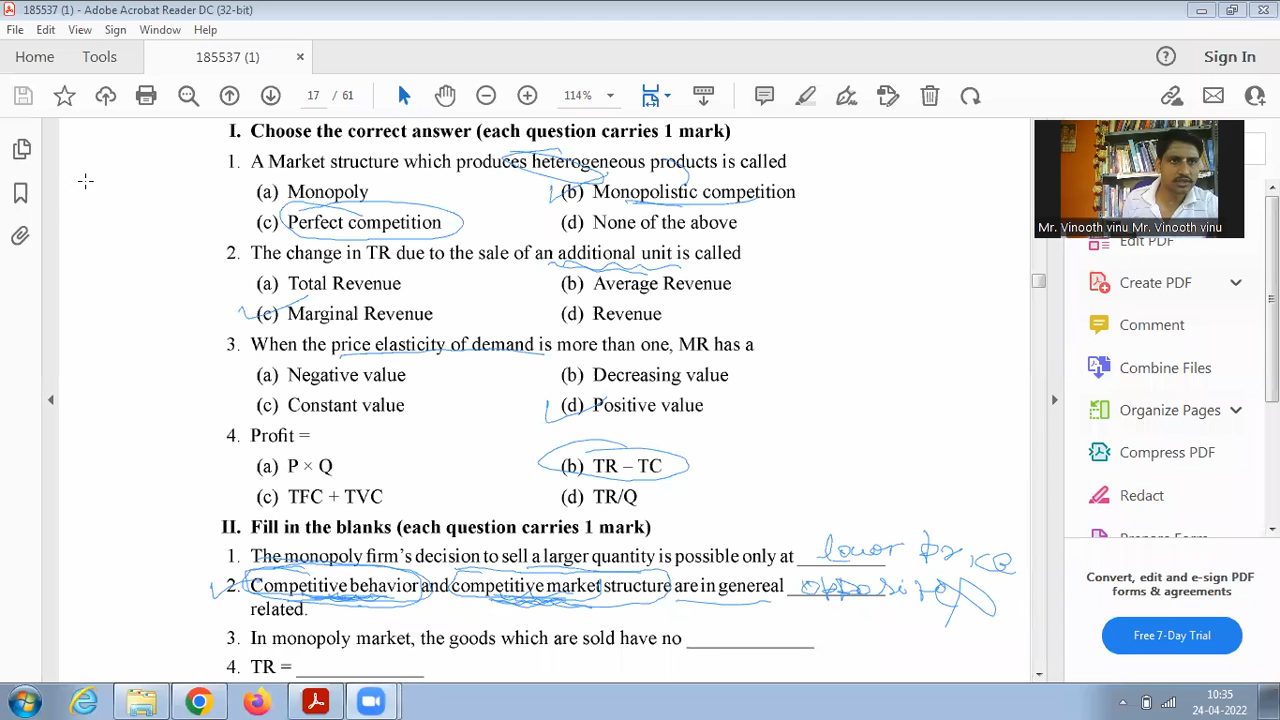 185537 (1) - Adobe Acrobat Reader DC (32-bit)
File Edit View Sign Window Help
Home Tools 185537 (1) × Sign In
17 / 61 114%
I. Choose the correct answer (each question carries 1 mark)
1. A Market structure which produces heterogeneous products is called
(a) Monopoly (b) Monopolistic competition
(c) Perfect competition (d) None of the above
2. The change in TR due to the sale of an additional unit is called
(a) Total Revenue (b) Average Revenue
(c) Marginal Revenue (d) Revenue
3. When the price elasticity of demand is more than one, MR has a
(a) Negative value (b) Decreasing value
(c) Constant value (d) Positive value
4. Profit =
(a) P × Q (b) TR – TC
(c) TFC + TVC (d) TR/Q
II. Fill in the blanks (each question carries 1 mark)
1. The monopoly firm's decision to sell a larger quantity is possible only at lower
2. Competitive behavior and competitive market structure are in genereal
related.
3. In monopoly market, the goods which are sold have no
4. TR =
Mr. Vinooth vinu Mr. Vinooth vinu
Edit PDF
Create PDF
Comment
Combine Files
Organize Pages
Compress PDF
Redact
Convert, edit and e-sign PDF
forms & agreements
Free 7-Day Trial
10:35
24-04-2022